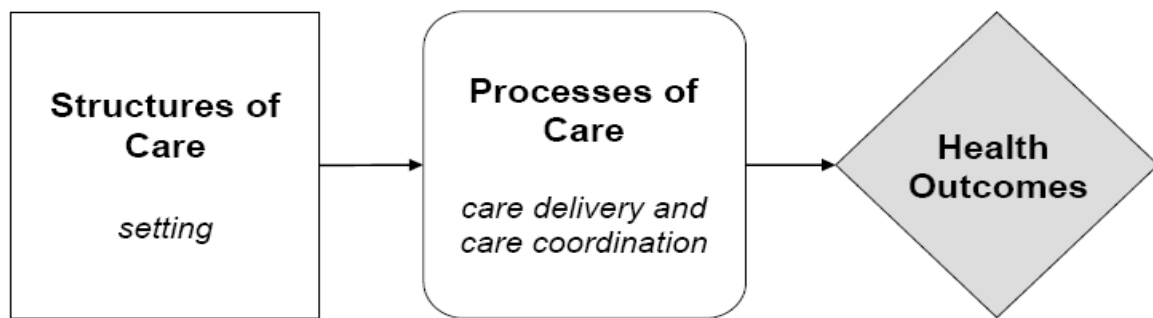 Structures of
Care
setting
Processes of
Care
care delivery and
care coordination
Health
Outcomes